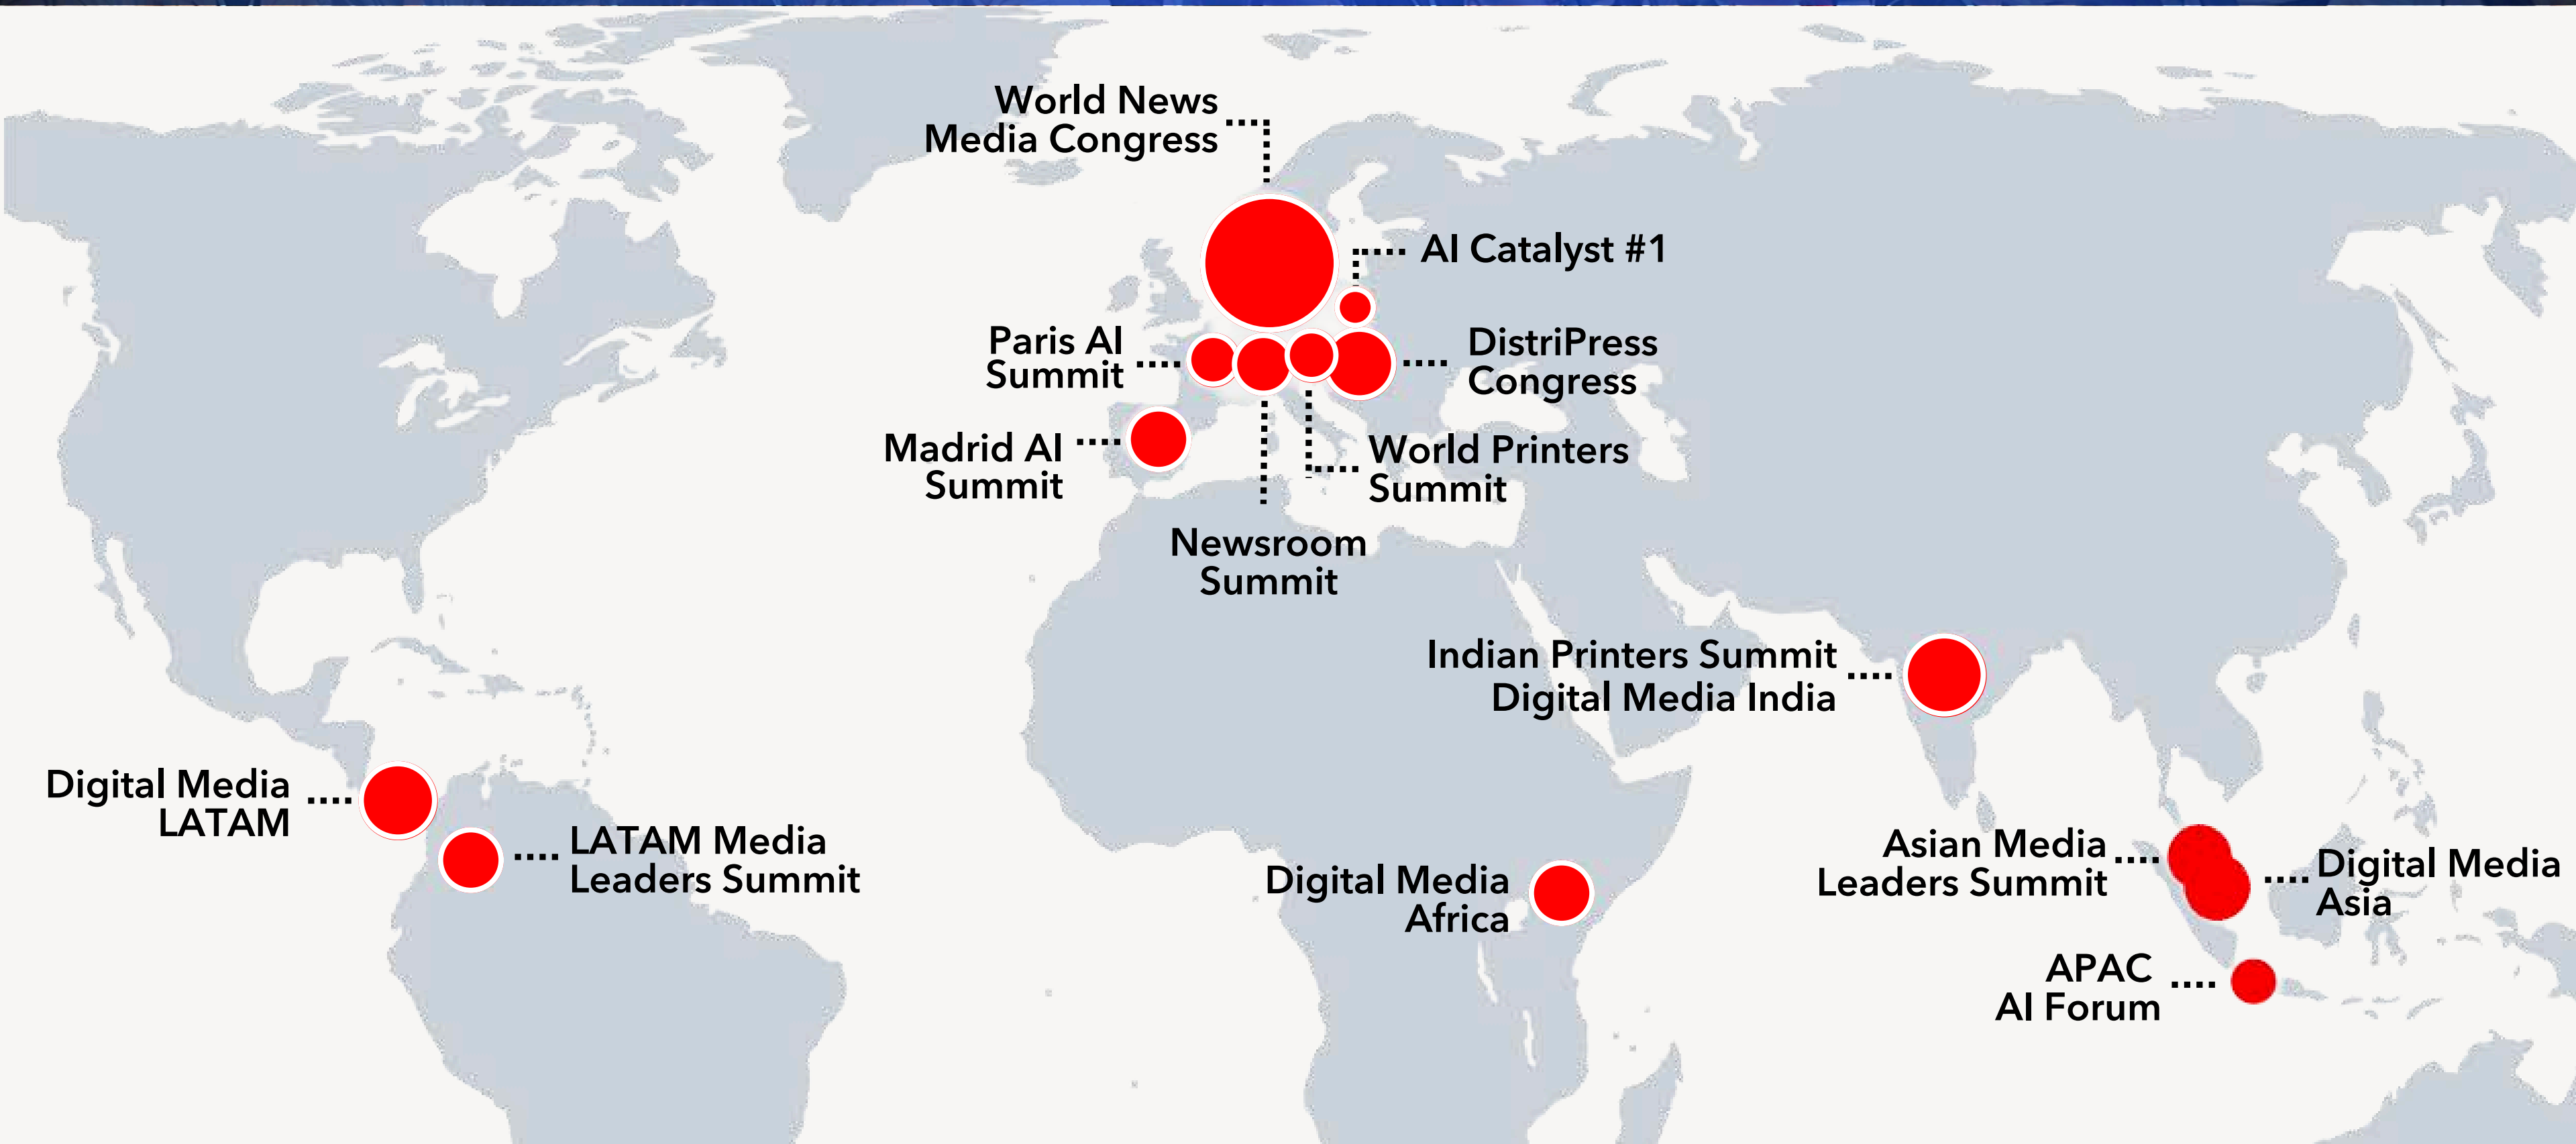 World News
Media Congress
AI Catalyst #1
Paris AI
Summit
DistriPress
Congress
Madrid AI
Summit
World Printers
Summit
Newsroom
Summit
Indian Printers Summit
Digital Media India
Digital Media
LATAM
LATAM Media
Leaders Summit
Digital Media
Africa
Asian Media
Leaders Summit
Digital Media
Asia
APAC
AI Forum